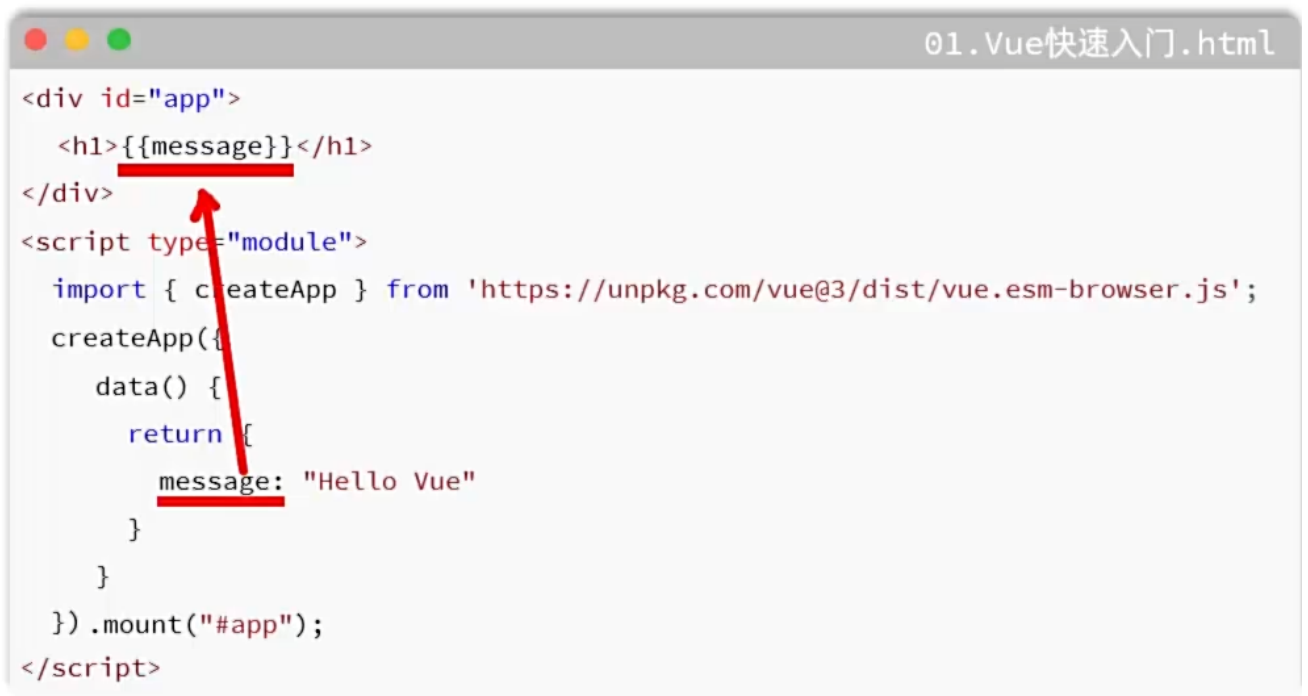 01.Vue快速入门.html
<div id="app">
<h1>{{message}}</h1>
</div>
<script type="module">
import { createApp } from 'https://unpkg.com/vue@3/dist/vue.esm-browser.js';
createApp({
data() {
return {
message: "Hello Vue"
}
}
}).mount("#app");
</script>